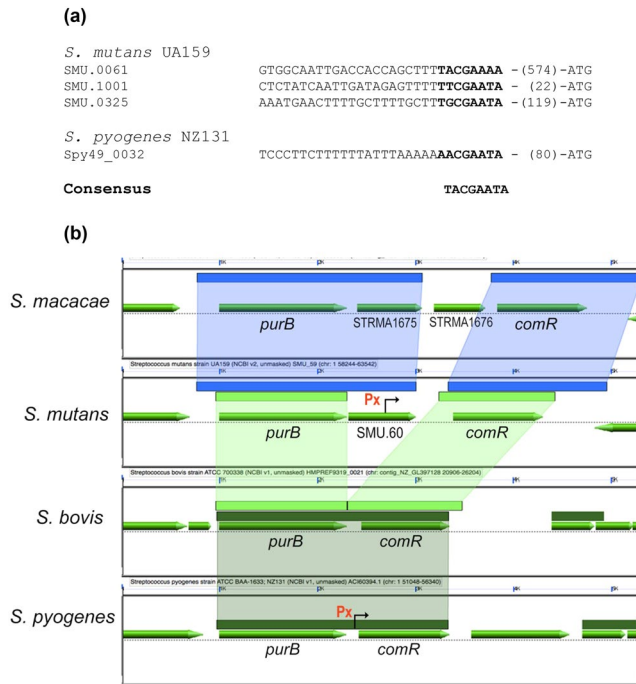 (a)
S. mutans UA159
SMU.0061 GTGGCAATTGACCACCAGCTTTTACGAAAA -(574)-ATG
SMU.1001 CTCTATCAATTGATAGAGTTTTTCGAATA - (22)-ATG
SMU.0325 AAATGAACTTTTGCTTTTGCTTTGCGAATA -(119)-ATG
S. pyogenes NZ131
Spy49_0032 TCCCTTCTTTTTTATTTAAAAAAACGAATA - (80)-ATG
Consensus TACGAATA
(b)
S. macacae
purB STRMA1675 STRMA1676 comR
Streptococcus mutans strain UA159 (NCBI v2, unmasked) SMU_59 (chr: 1 58244-63542)
S. mutans
Px
purB SMU.60 comR
Streptococcus bovis strain ATCC 700338 (NCBI v1, unmasked) HMPREF9319_0021 (chr: contig_NZ_GL397128 20906-26204)
S. bovis
purB comR
Streptococcus pyogenes strain ATCC BAA-1633; NZ131 (NCBI v1, unmasked) ACI60394.1 (chr: 1 51048-56340)
S. pyogenes
Px
purB comR